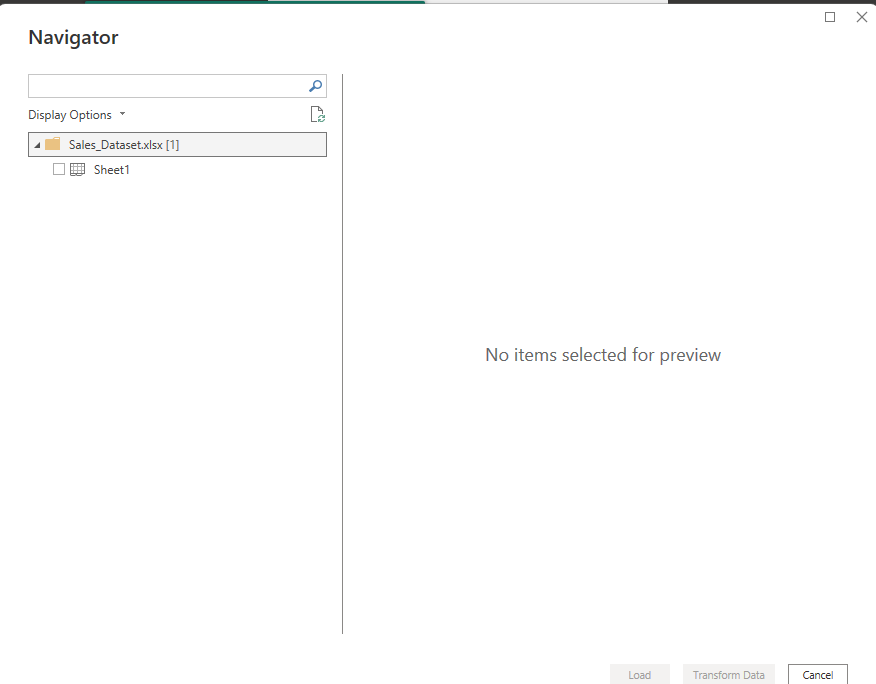 Navigator
Display Options
Sales_Dataset.xlsx [1]
Sheet1
No items selected for preview
Load
Transform Data
Cancel